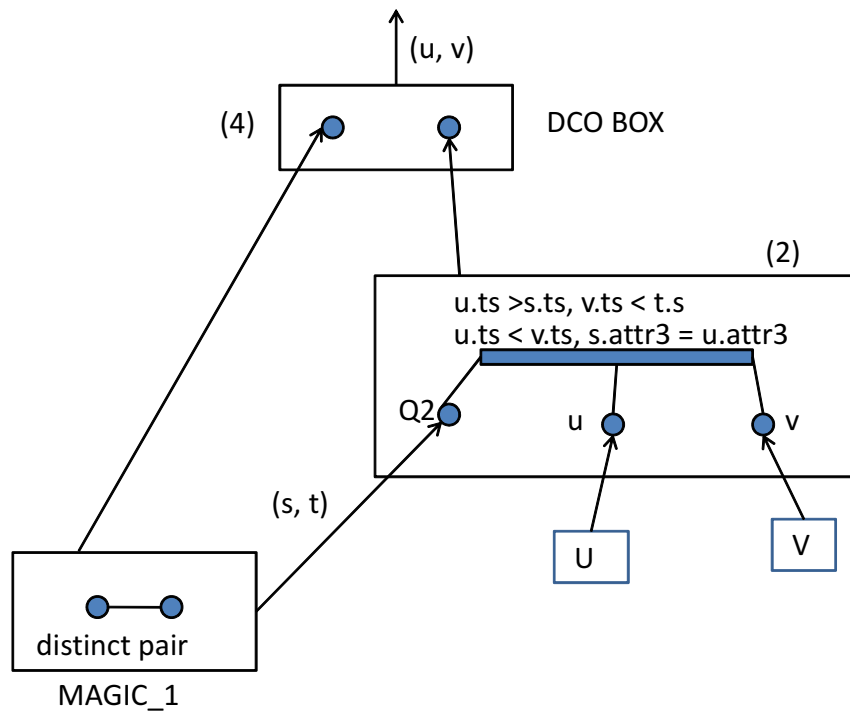 (u, v)
(4)
DCO BOX
(2)
u.ts >s.ts, v.ts < t.s
u.ts < v.ts, s.attr3 = u.attr3
Q2
u
v
(s, t)
U
V
distinct pair
MAGIC_1